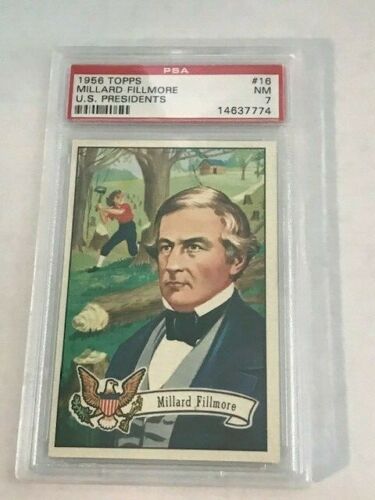 PSA
1956 TOPPS #16
MILLARD FILLMORE NM
U.S. PRESIDENTS 7
14637774
Millard Fillmore